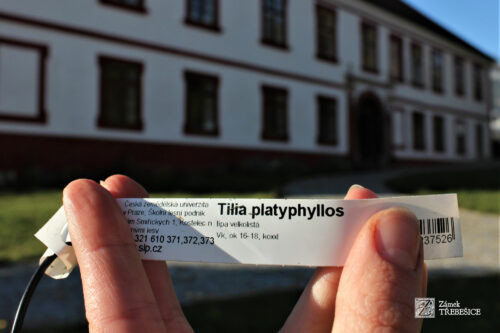 Česká zemědělská univerzita
v Praze, Školní lesní podnik
Smiřických 1, Kostelec n
lesy
321 610 371,372,373
slp.cz
Tilia platyphyllos
lípa velkolistá
Vk, ok 16-18, kont
37526
Zámek
TŘEBEŠICE